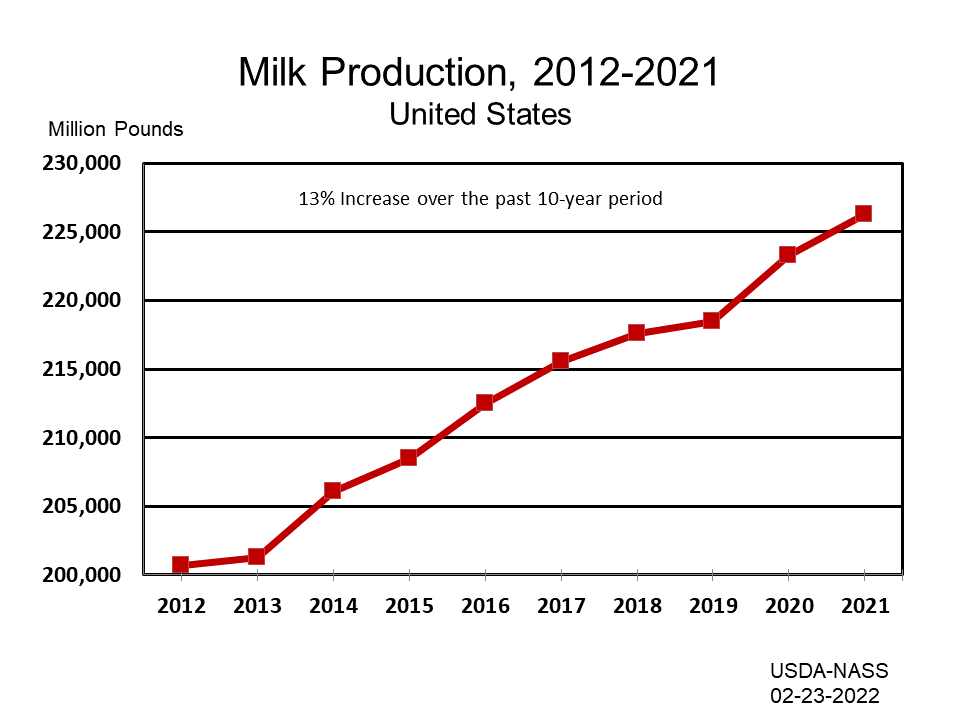 Milk Production, 2012-2021
United States
Million Pounds
230,000
13% Increase over the past 10-year period
225,000
220,000
215,000
210,000
205,000
200,000
2012 2013 2014 2015 2016 2017 2018 2019 2020 2021
USDA-NASS
02-23-2022